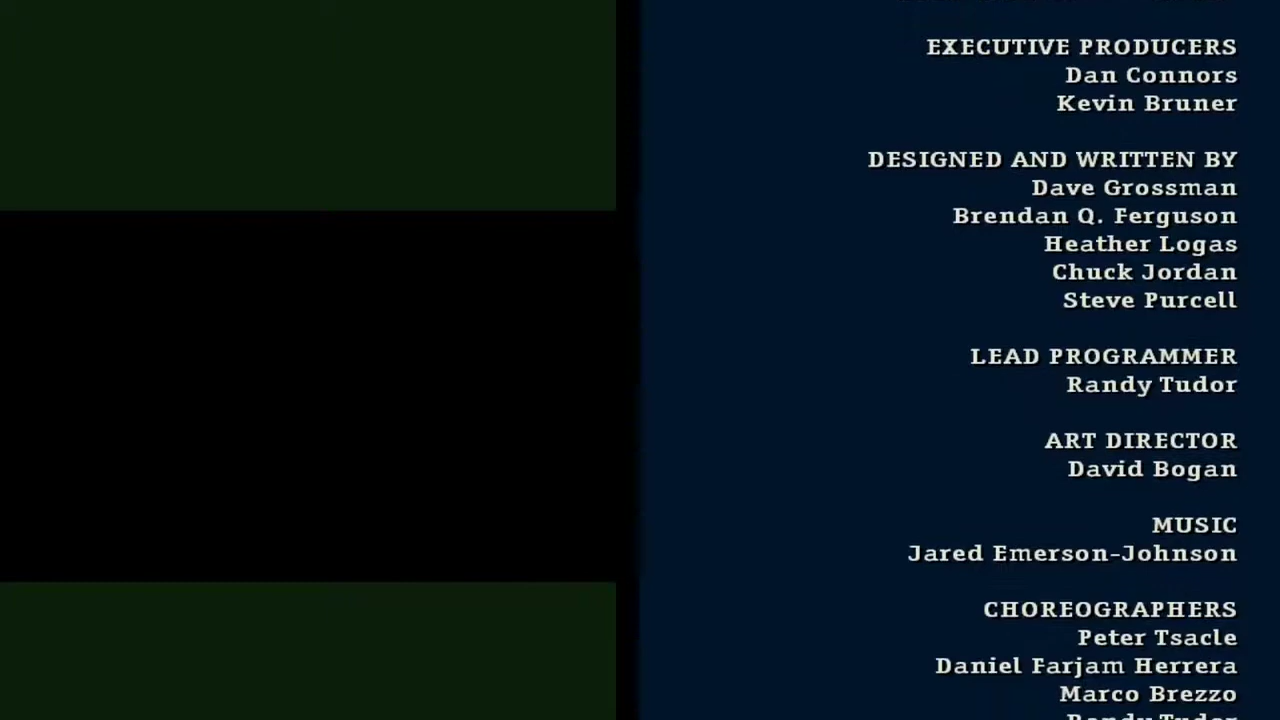 EXECUTIVE PRODUCERS
Dan Connors
Kevin Bruner
DESIGNED AND WRITTEN BY
Dave Grossman
Brendan Q. Ferguson
Heather Logas
Chuck Jordan
Steve Purcell
LEAD PROGRAMMER
Randy Tudor
ART DIRECTOR
David Bogan
MUSIC
Jared Emerson-Johnson
CHOREOGRAPHERS
Peter Tsacle
Daniel Farjam Herrera
Marco Brezzo
Randy Tudor